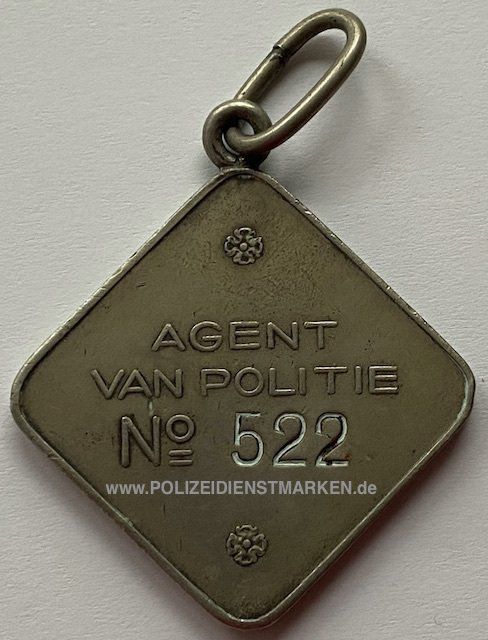 AGENT
VAN POLITIE
Nº 522
www.POLIZEIDIENSTMARKEN.de